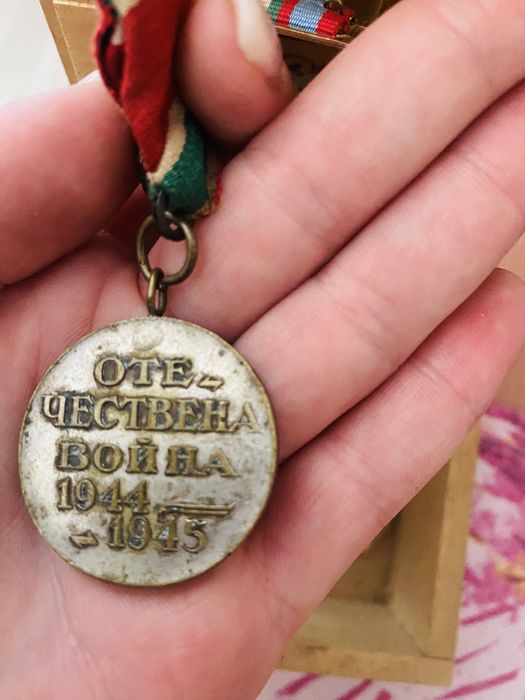 ОТЕ-
ЧЕСТВЕНА
ВОЙНА
1944 —
- 1945